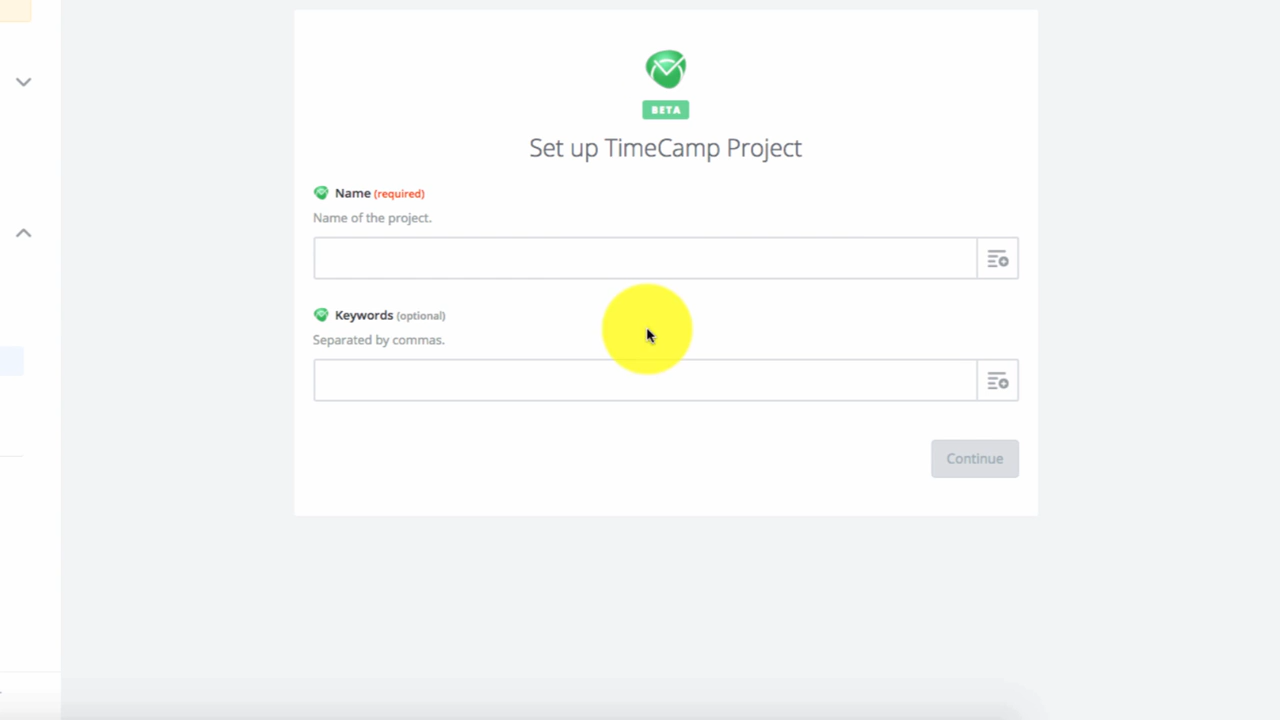 BETA
Set up TimeCamp Project
Name (required)
Name of the project.
Keywords (optional)
Separated by commas.
Continue